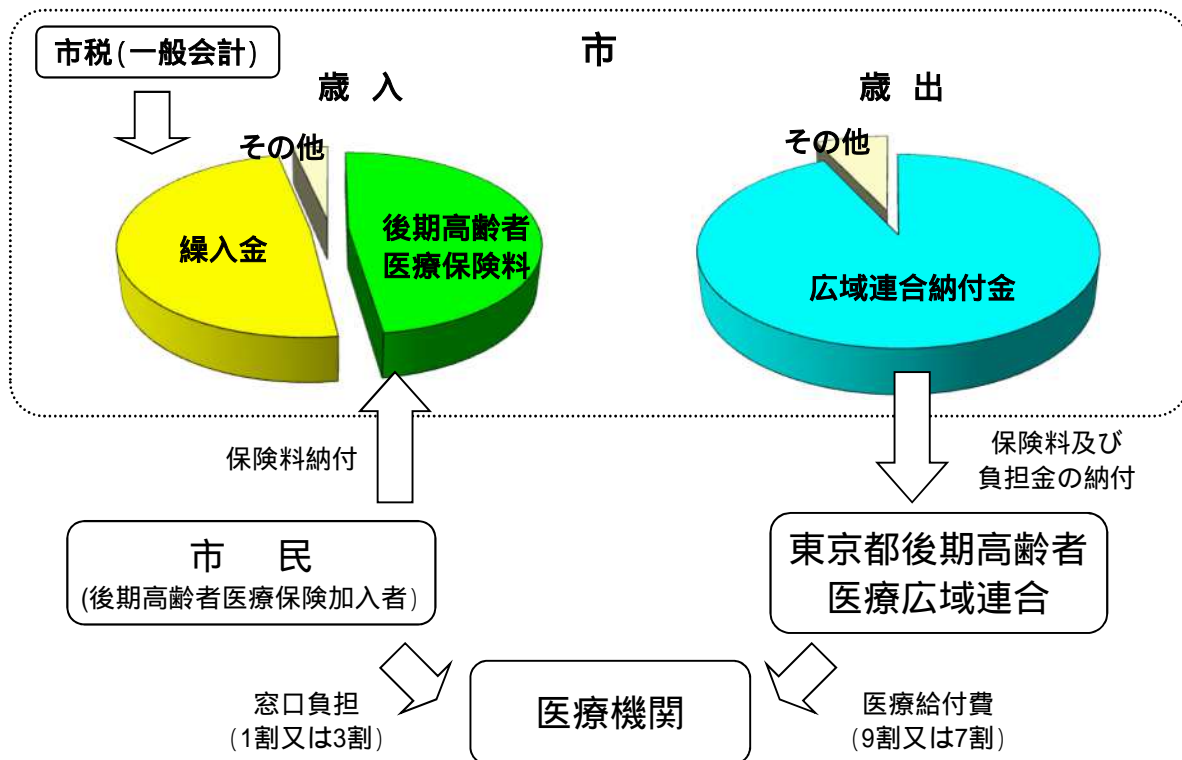 市税(一般会計)
市
歳 入
歳 出
その他
繰入金
後期高齢者
医療保険料
その他
広域連合納付金
保険料納付
保険料及び
負担金の納付
市 民
(後期高齢者医療保険加入者)
東京都後期高齢者
医療広域連合
窓口負担
(1割又は3割)
医療機関
医療給付費
(9割又は7割)